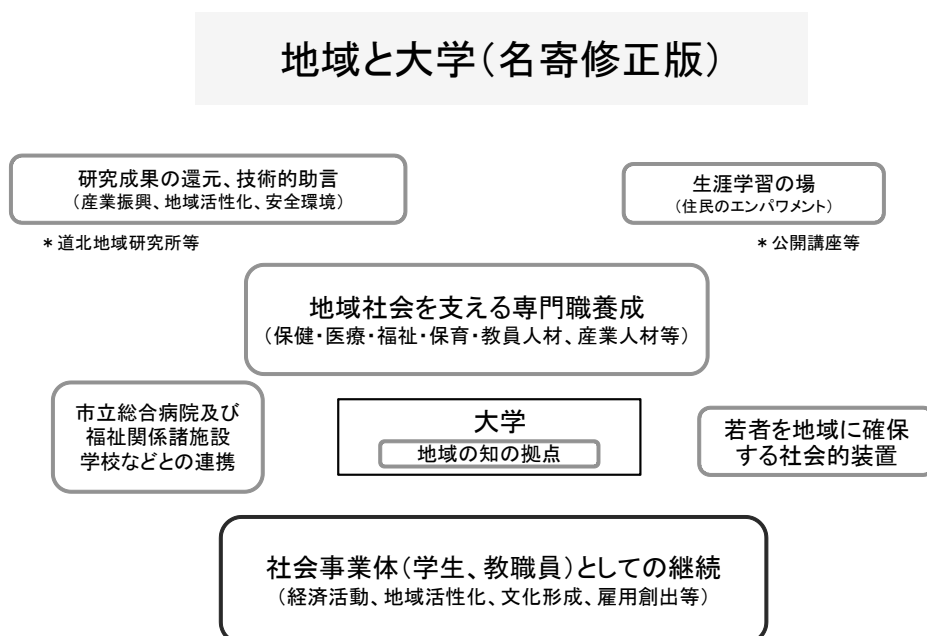 地域と大学(名寄修正版)
研究成果の還元、技術的助言
(産業振興、地域活性化、安全環境)
*道北地域研究所等
生涯学習の場
(住民のエンパワメント)
*公開講座等
地域社会を支える専門職養成
(保健・医療・福祉・保育・教員人材、産業人材等)
市立総合病院及び
福祉関係諸施設
学校などとの連携
大学
地域の知の拠点
若者を地域に確保
する社会的装置
社会事業体(学生、教職員)としての継続
(経済活動、地域活性化、文化形成、雇用創出等)